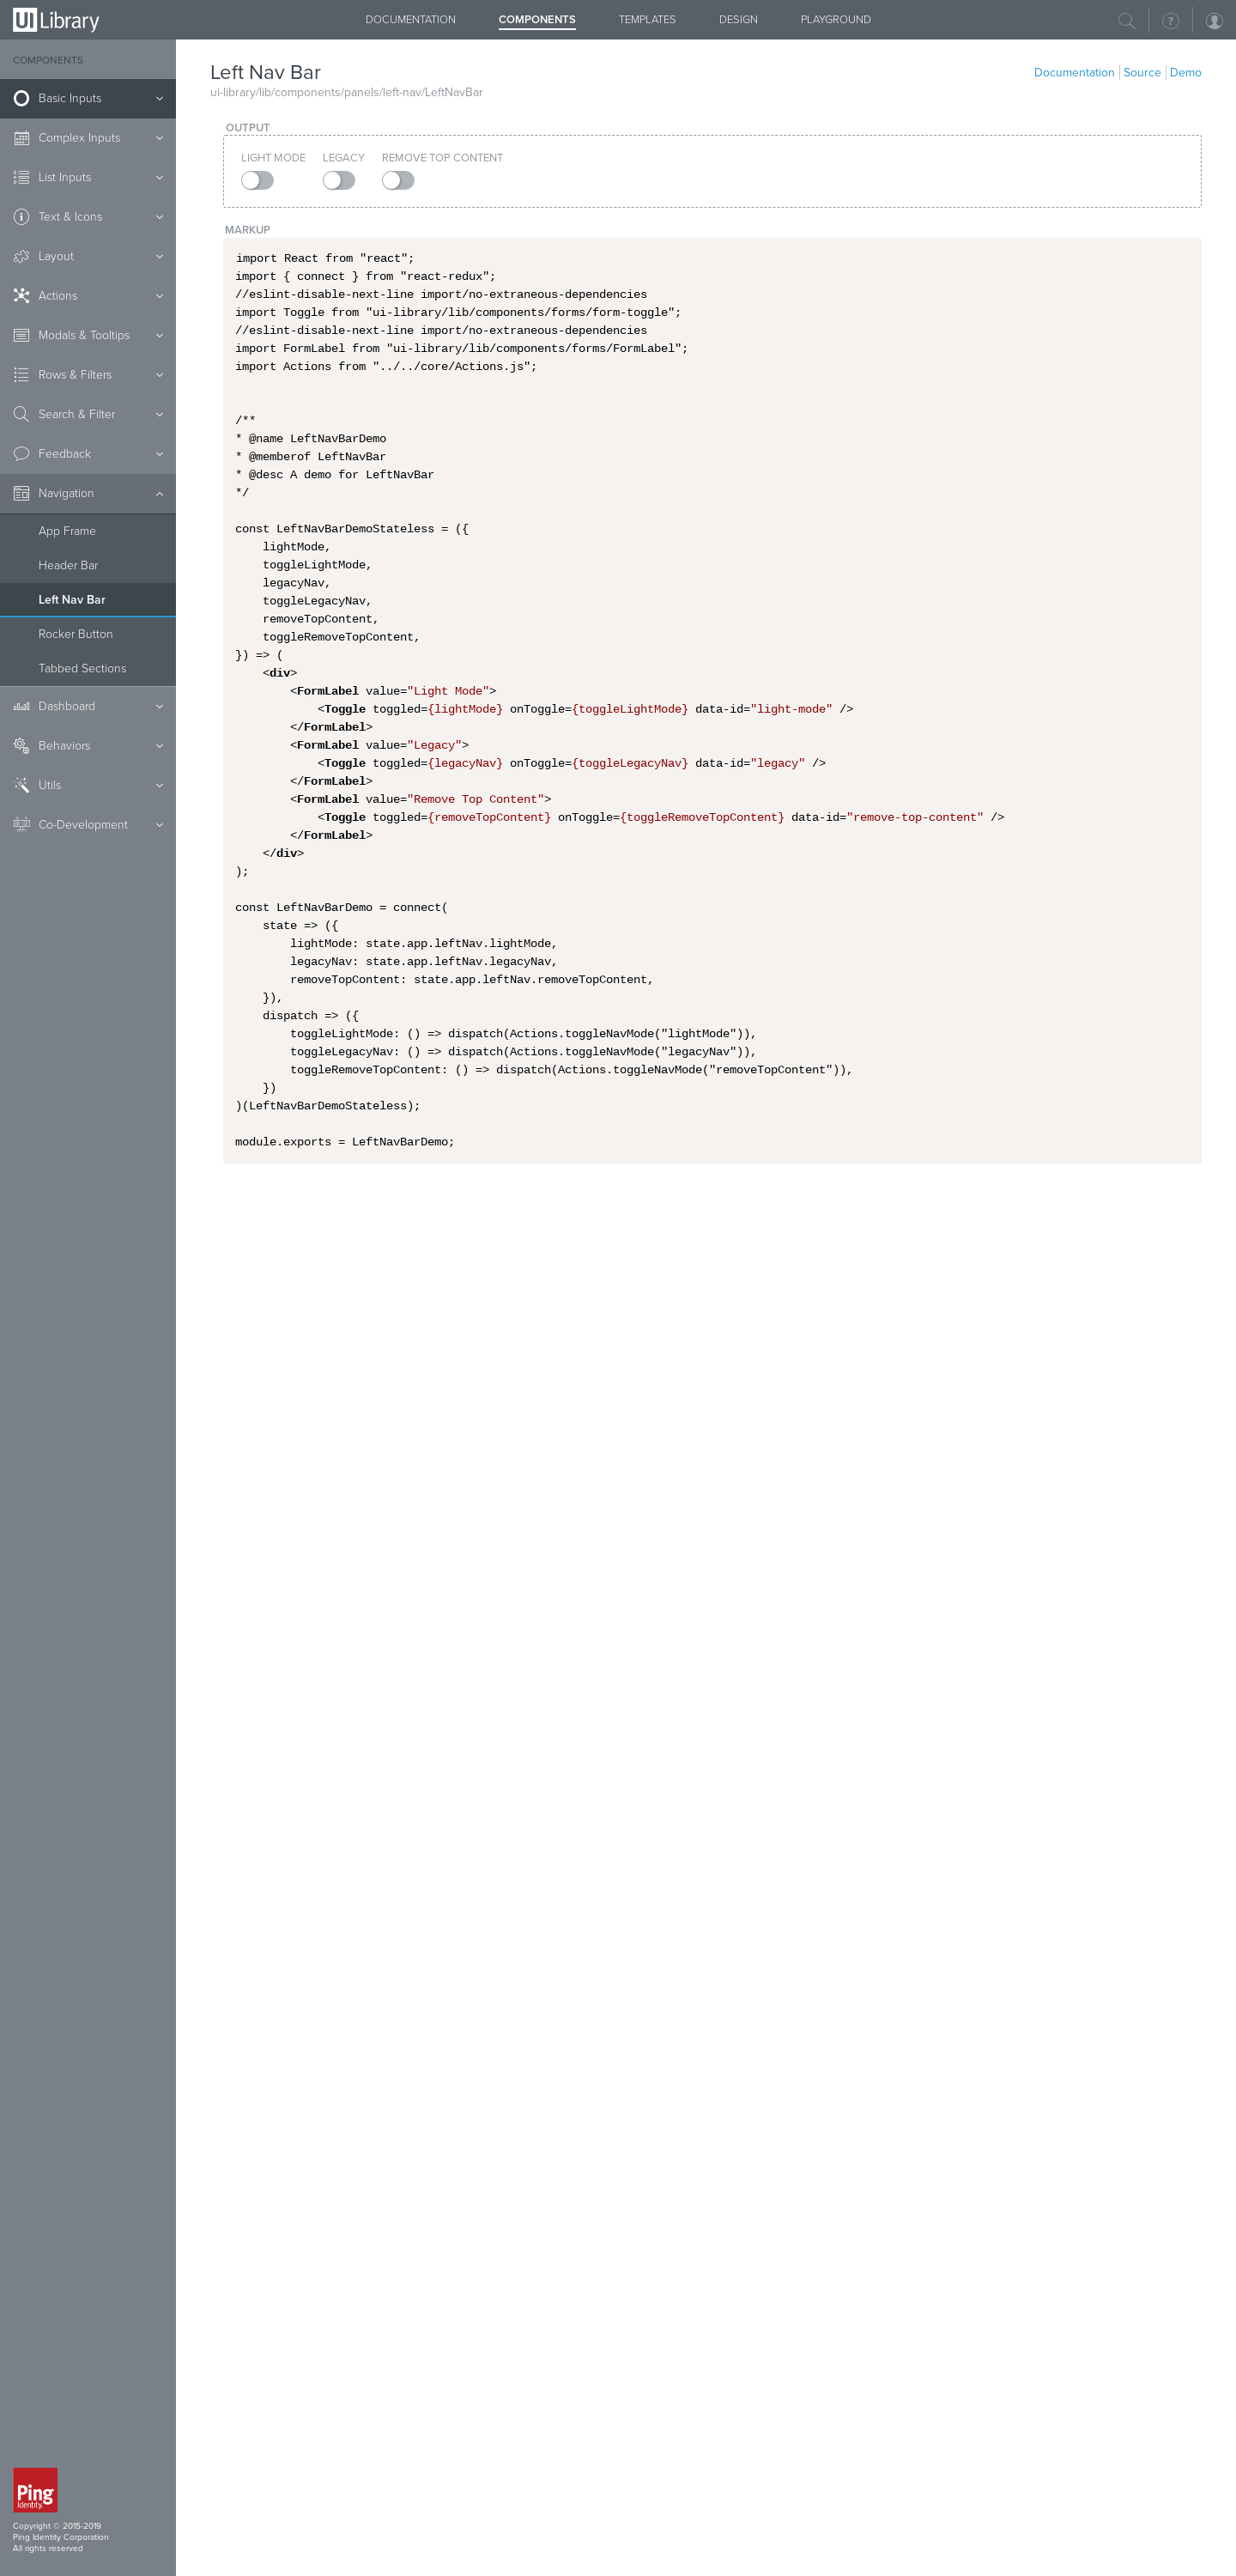 UI Library
DOCUMENTATION
COMPONENTS
TEMPLATES
DESIGN
PLAYGROUND
COMPONENTS
Basic Inputs
Complex Inputs
List Inputs
Text & Icons
Layout
Actions
Modals & Tooltips
Rows & Filters
Search & Filter
Feedback
Navigation
App Frame
Header Bar
Left Nav Bar
Rocker Button
Tabbed Sections
Dashboard
Behaviors
Utils
Co-Development
Ping
Identity.
Copyright © 2015-2019
Ping Identity Corporation
All rights reserved
Left Nav Bar
Documentation
Source
Demo
ui-library/lib/components/panels/left-nav/LeftNavBar
OUTPUT
LIGHT MODE
LEGACY
REMOVE TOP CONTENT
MARKUP
import React from "react";
import { connect } from "react-redux";
//eslint-disable-next-line import/no-extraneous-dependencies
import Toggle from "ui-library/lib/components/forms/form-toggle";
//eslint-disable-next-line import/no-extraneous-dependencies
import FormLabel from "ui-library/lib/components/forms/FormLabel";
import Actions from "../../core/Actions.js";
/**
* @name LeftNavBarDemo
* @memberof LeftNavBar
* @desc A demo for LeftNavBar
*/
const LeftNavBarDemoStateless = ({
    lightMode,
    toggleLightMode,
    legacyNav,
    toggleLegacyNav,
    removeTopContent,
    toggleRemoveTopContent,
}) => (
    <div>
        <FormLabel value="Light Mode">
            <Toggle toggled={lightMode} onToggle={toggleLightMode} data-id="light-mode" />
        </FormLabel>
        <FormLabel value="Legacy">
            <Toggle toggled={legacyNav} onToggle={toggleLegacyNav} data-id="legacy" />
        </FormLabel>
        <FormLabel value="Remove Top Content">
            <Toggle toggled={removeTopContent} onToggle={toggleRemoveTopContent} data-id="remove-top-content" />
        </FormLabel>
    </div>
);
const LeftNavBarDemo = connect(
    state => ({
        lightMode: state.app.leftNav.lightMode,
        legacyNav: state.app.leftNav.legacyNav,
        removeTopContent: state.app.leftNav.removeTopContent,
    }),
    dispatch => ({
        toggleLightMode: () => dispatch(Actions.toggleNavMode("lightMode")),
        toggleLegacyNav: () => dispatch(Actions.toggleNavMode("legacyNav")),
        toggleRemoveTopContent: () => dispatch(Actions.toggleNavMode("removeTopContent")),
    })
)(LeftNavBarDemoStateless);
module.exports = LeftNavBarDemo;